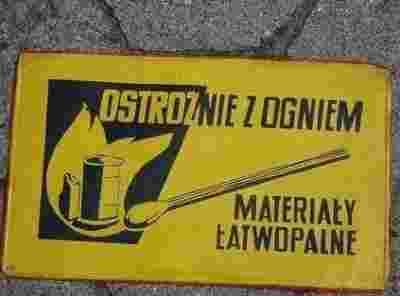 OSTROŻNIE Z OGNIEM
MATERIAŁY
ŁATWOPALNE